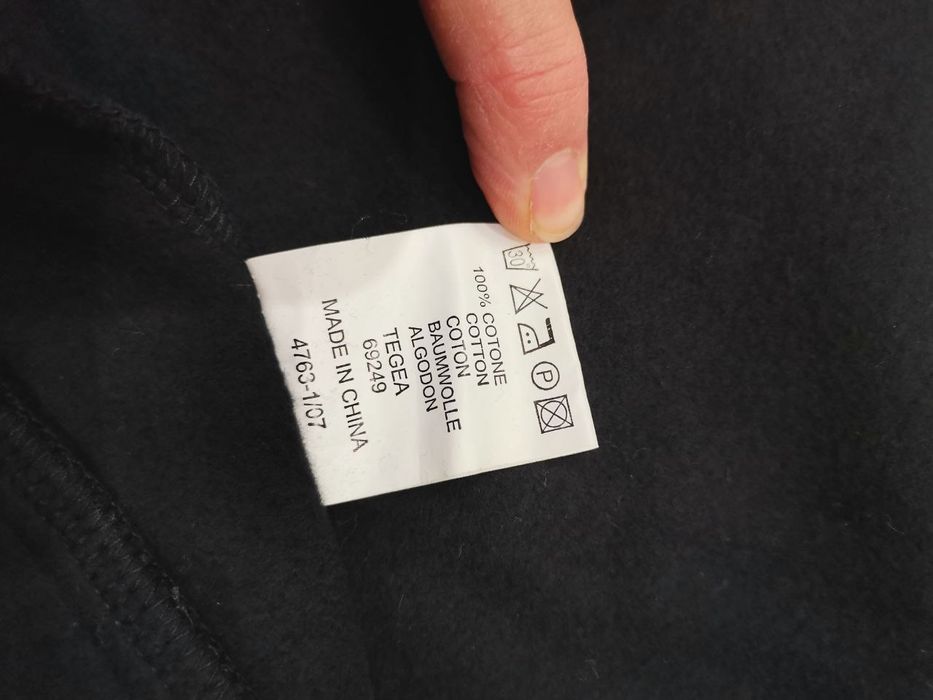 30
P
100% COTONE
COTTON
COTON
BAUMWOLLE
ALGODON
TEGEA
69249
MADE IN CHINA
4763-1/07